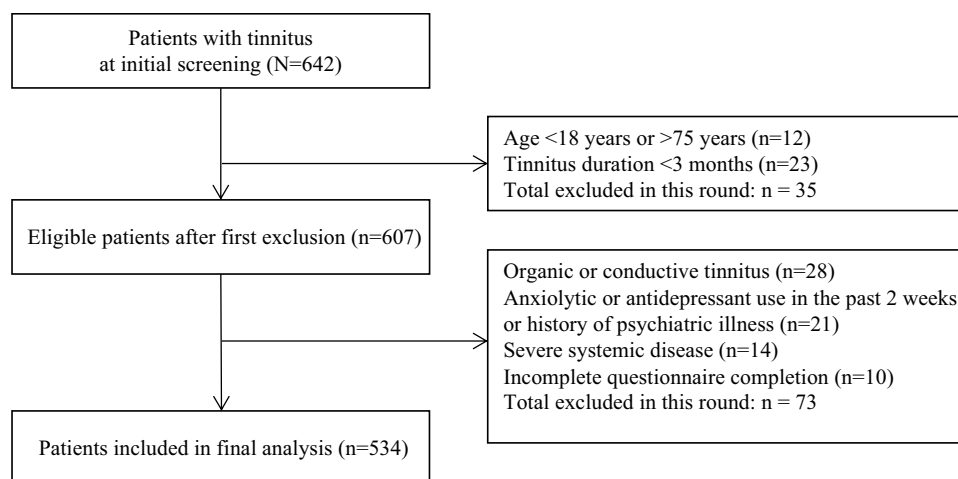 Patients with tinnitus
at initial screening (N=642)
Age <18 years or >75 years (n=12)
Tinnitus duration <3 months (n=23)
Total excluded in this round: n = 35
Eligible patients after first exclusion (n=607)
Organic or conductive tinnitus (n=28)
Anxiolytic or antidepressant use in the past 2 weeks
or history of psychiatric illness (n=21)
Severe systemic disease (n=14)
Incomplete questionnaire completion (n=10)
Total excluded in this round: n = 73
Patients included in final analysis (n=534)